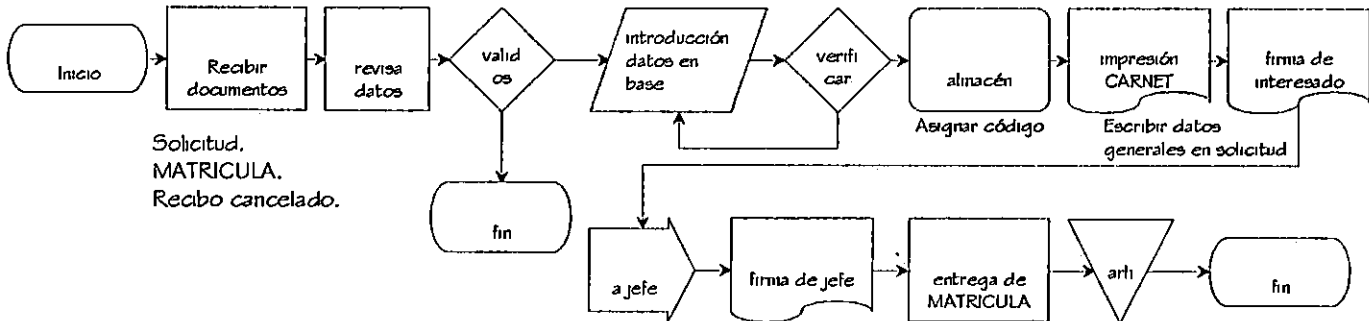 Inicio
Recibir
documentos
revisa
datos
valid
os
introducción
datos en
base
verifi
car
almacén
impresión
CARNET
firma de
interesado
Asignar código
Escribir datos
generales en solicitud
Solicitud.
MATRICULA.
Recibo cancelado.
fin
a jefe
firma de jefe
entrega de
MATRICULA
fin